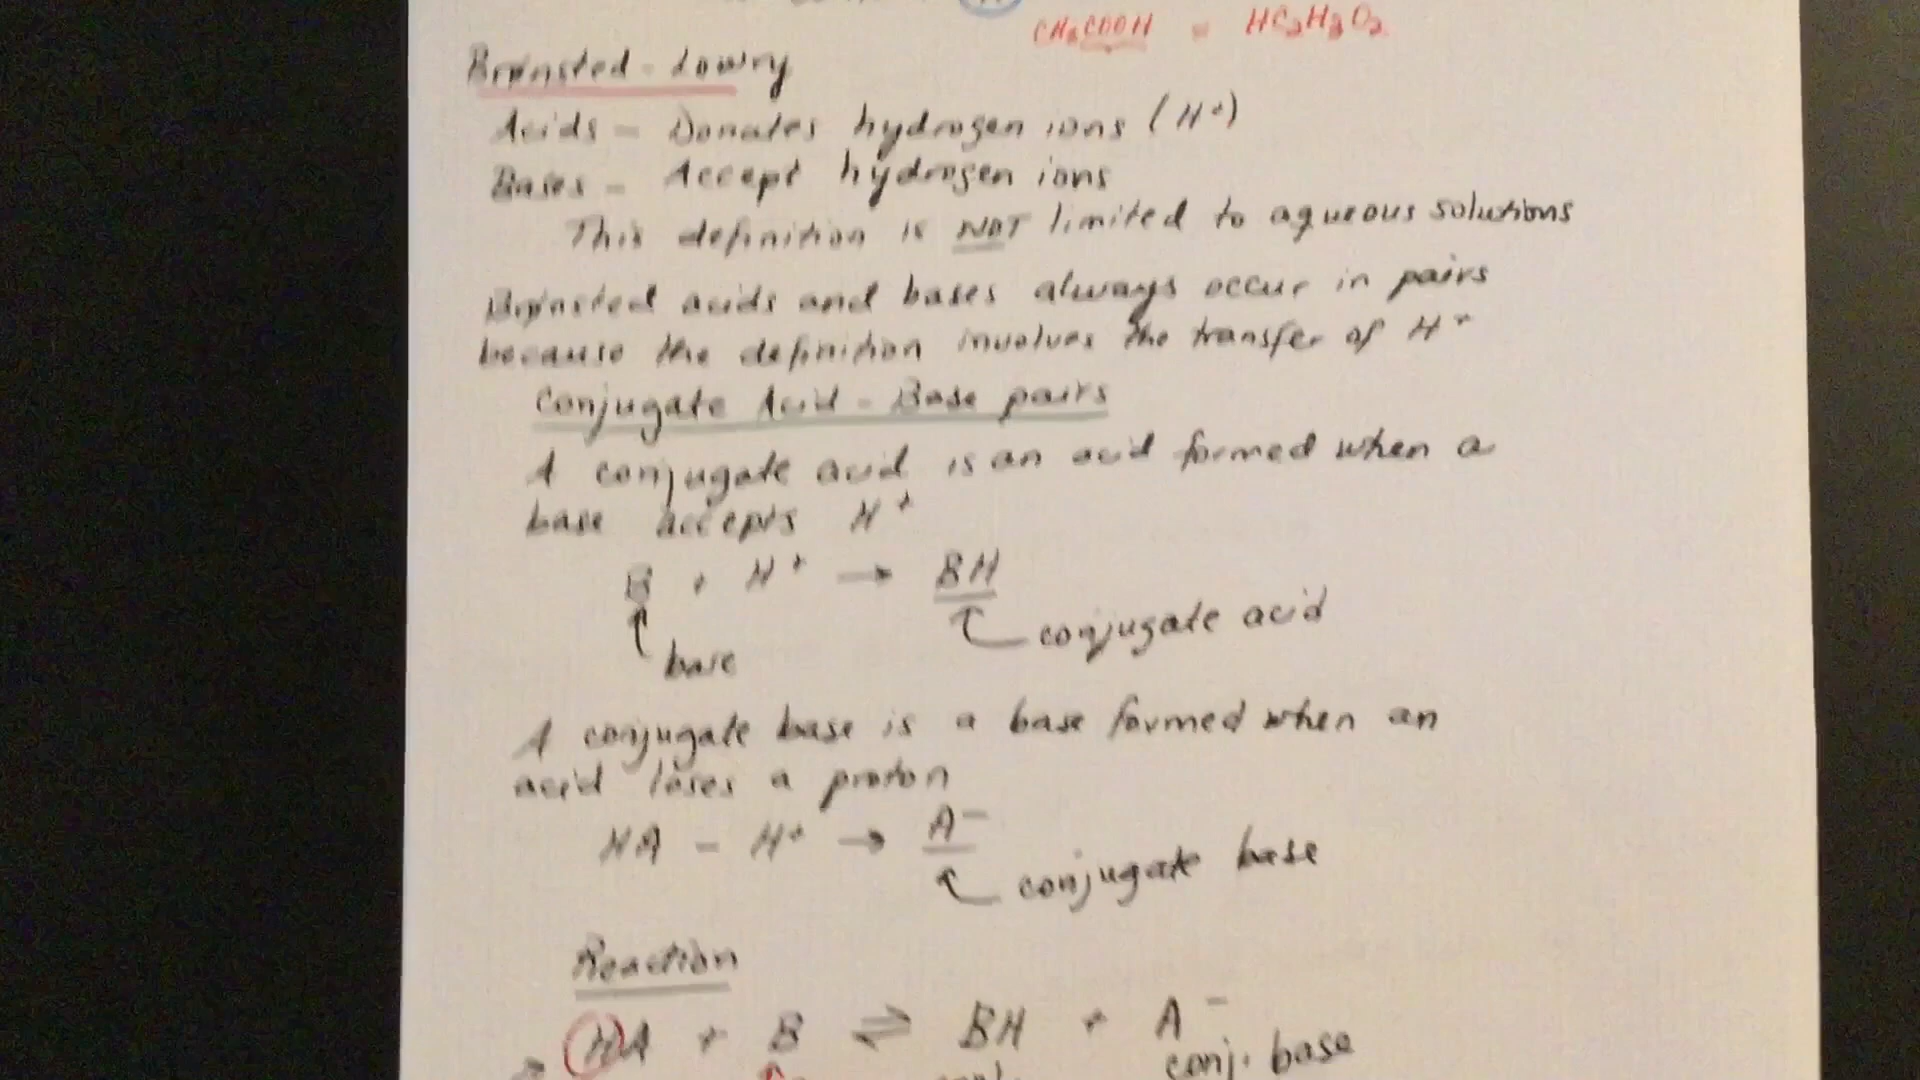 CH₃COOH = HC₂H₃O₂
Brønsted-Lowry
Acids - Donates hydrogen ions (H⁺)
Bases - Accept hydrogen ions
This definition is NOT limited to aqueous solutions
Brønsted acids and bases always occur in pairs
because the definition involves the transfer of H⁺
Conjugate Acid-Base pairs
A conjugate acid is an acid formed when a
base accepts H⁺
B + H⁺ → BH
conjugate acid
base
A conjugate base is a base formed when an
acid loses a proton
HA - H⁺ → A⁻
conjugate base
Reaction
HA + B ⇌ BH + A⁻
conj. base